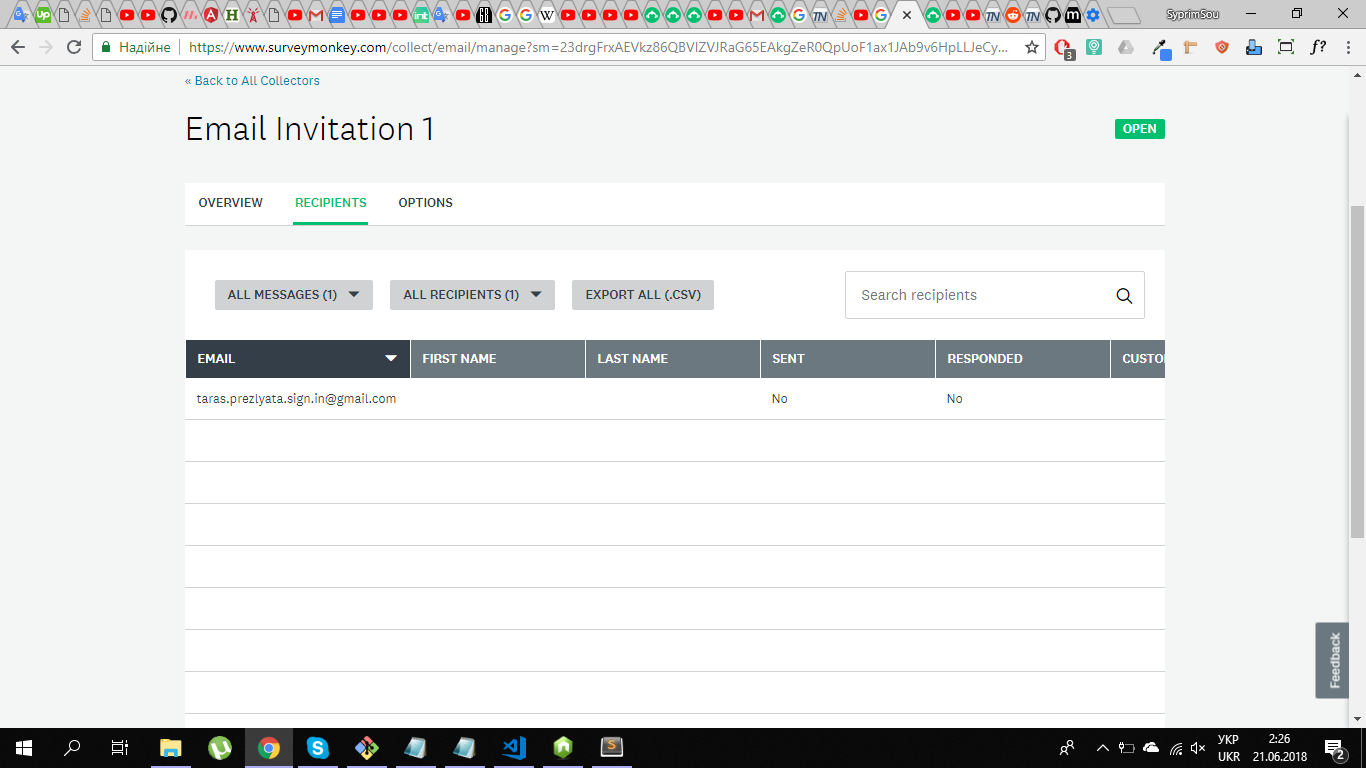 SyprimSou
Надійне
https://www.surveymonkey.com/collect/email/manage?sm=23drgFrxAEVkz86QBVIZVJRaG65EAkgZeR0QpUoF1ax1JAb9v6HpLLJeCy...
3
f?
« Back to All Collectors
Email Invitation 1
OPEN
OVERVIEW RECIPIENTS OPTIONS
ALL MESSAGES (1) ALL RECIPIENTS (1) EXPORT ALL (.CSV) Search recipients
EMAIL FIRST NAME LAST NAME SENT RESPONDED CUSTO
taras.prezlyata.sign.in@gmail.com No No
Feedback
УКР 2:26
UKR 21.06.2018 2